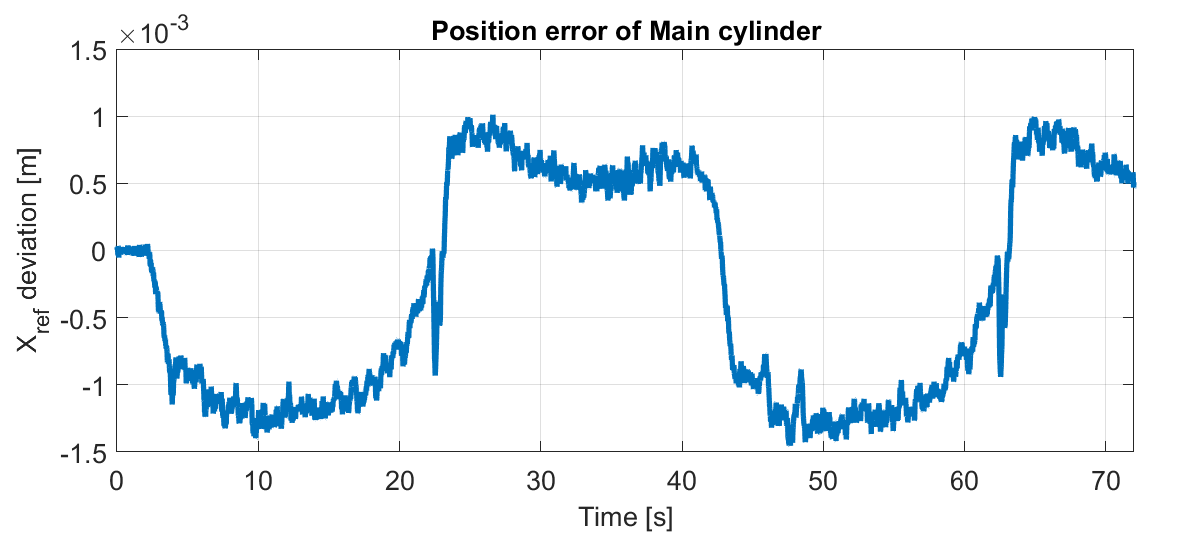 ×10⁻³
Position error of Main cylinder
1.5
1
0.5
0
-0.5
-1
-1.5
X_ref deviation [m]
0 10 20 30 40 50 60 70
Time [s]